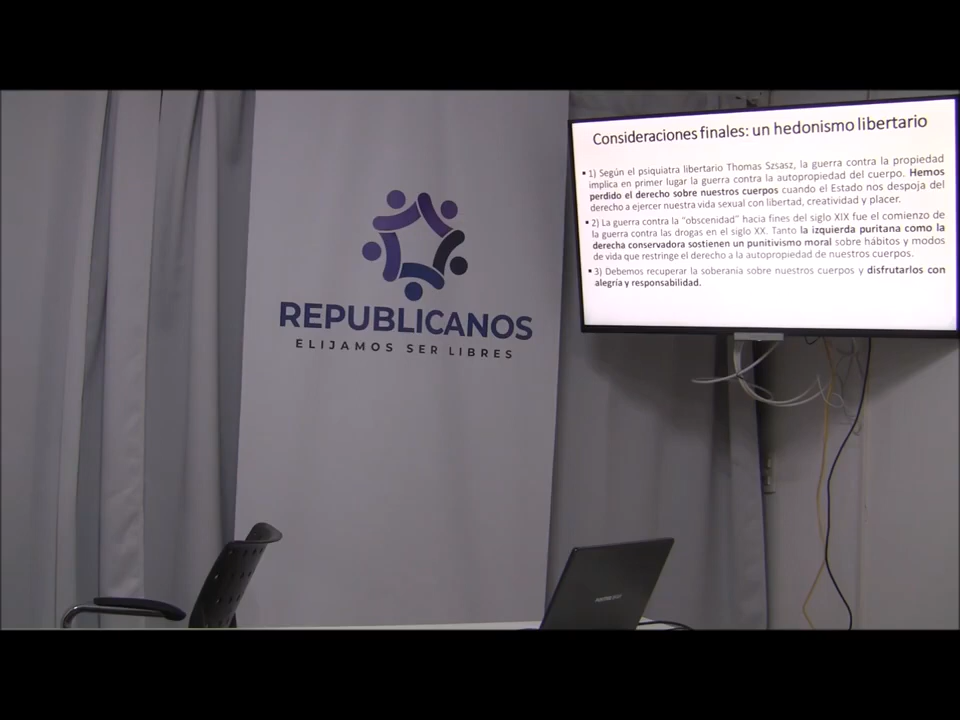 Consideraciones finales: un hedonismo libertario
1) Según el psiquiatra libertario Thomas Szsasz, la guerra contra la propiedad
implica en primer lugar la guerra contra la autopropiedad del cuerpo. Hemos
perdido el derecho sobre nuestros cuerpos cuando el Estado nos despoja del
derecho a ejercer nuestra vida sexual con libertad, creatividad y placer.
2) La guerra contra la "obscenidad" hacia fines del siglo XIX fue el comienzo de
la guerra contra las drogas en el siglo XX. Tanto la izquierda puritana como la
derecha conservadora sostienen un punitivismo moral sobre hábitos y modos
de vida que restringe el derecho a la autopropiedad de nuestros cuerpos.
3) Debemos recuperar la soberanía sobre nuestros cuerpos y disfrutarlos con
alegría y responsabilidad.
REPUBLICANOS
ELIJAMOS SER LIBRES